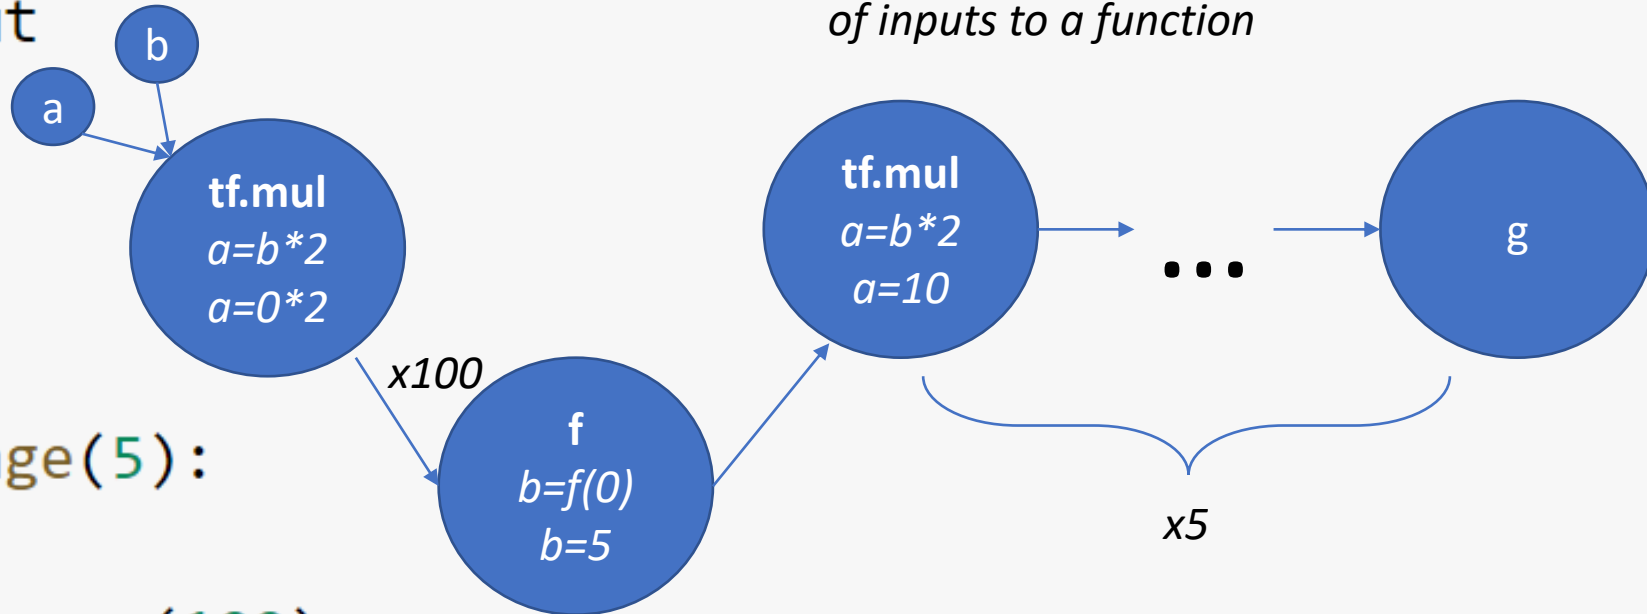 of inputs to a function
b
a
tf.mul
a=b*2
a=0*2
x100
f
b=f(0)
b=5
tf.mul
a=b*2
a=10
...
g
x5
ge(5):